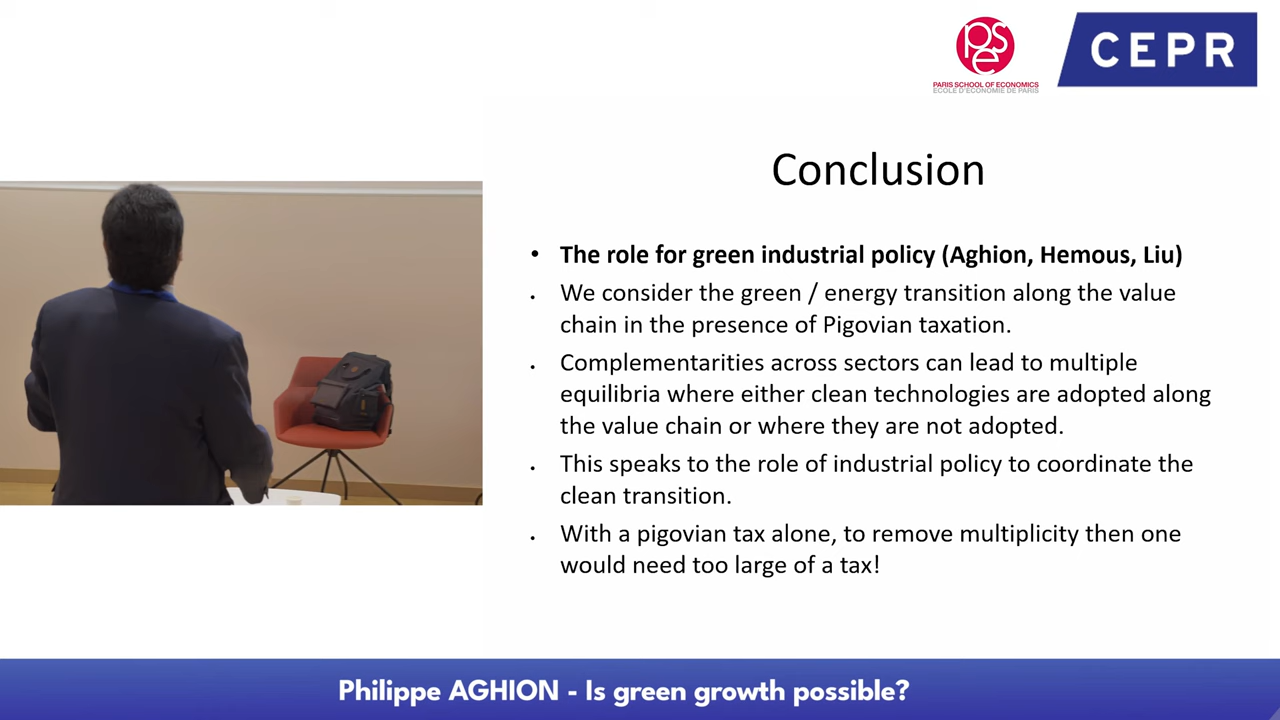 pse
PARIS SCHOOL OF ECONOMICS
ÉCOLE D'ÉCONOMIE DE PARIS
CEPR
Conclusion
• The role for green industrial policy (Aghion, Hemous, Liu)
• We consider the green / energy transition along the value
chain in the presence of Pigovian taxation.
• Complementarities across sectors can lead to multiple
equilibria where either clean technologies are adopted along
the value chain or where they are not adopted.
• This speaks to the role of industrial policy to coordinate the
clean transition.
• With a pigovian tax alone, to remove multiplicity then one
would need too large of a tax!
Philippe AGHION - Is green growth possible?